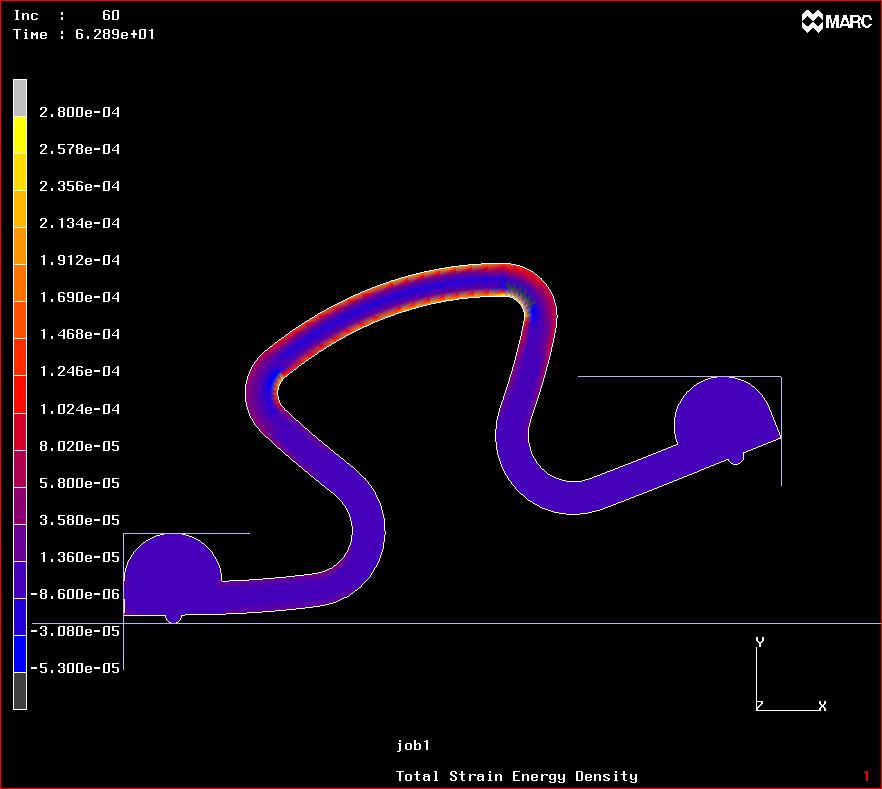 Inc : 60
Time : 6.289e+01
MARC
2.800e-04
2.578e-04
2.356e-04
2.134e-04
1.912e-04
1.690e-04
1.468e-04
1.246e-04
1.024e-04
8.020e-05
5.800e-05
3.580e-05
1.360e-05
-8.600e-06
-3.080e-05
-5.300e-05
Y
Z X
job1
Total Strain Energy Density 1